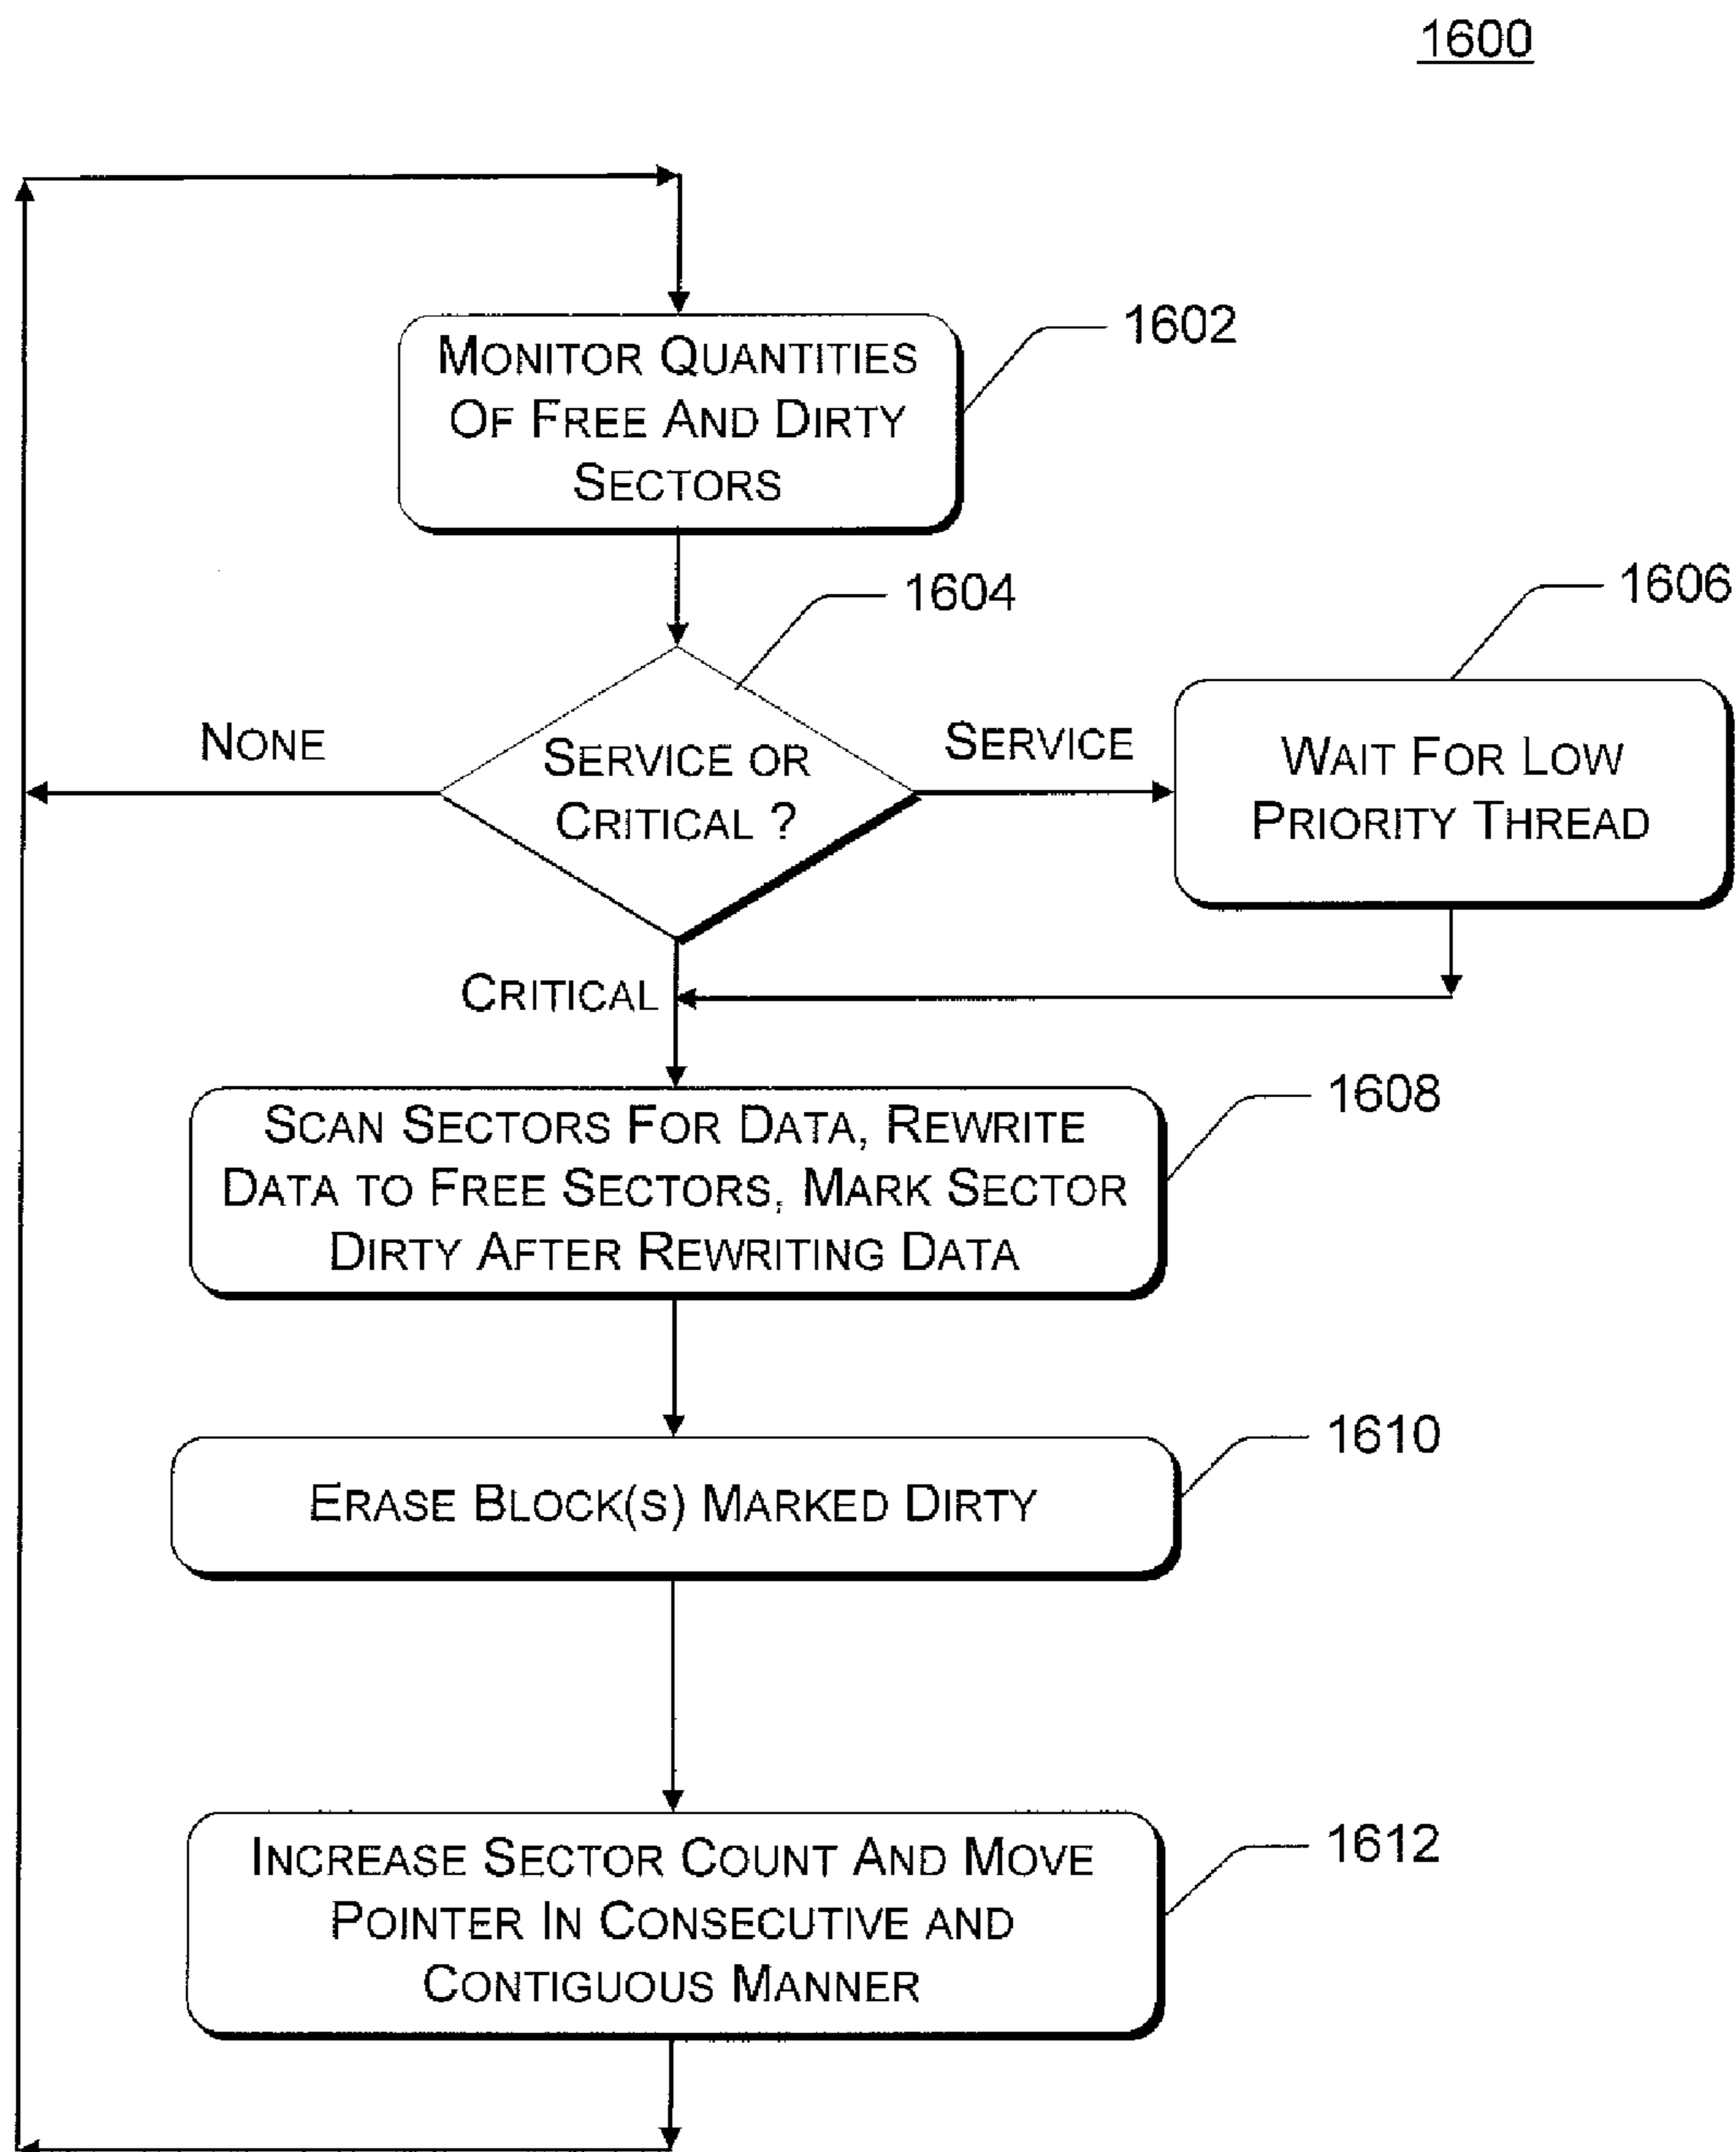 1600
MONITOR QUANTITIES
OF FREE AND DIRTY
SECTORS
1602
1604
SERVICE OR
CRITICAL ?
NONE
SERVICE
1606
WAIT FOR LOW
PRIORITY THREAD
CRITICAL
1608
SCAN SECTORS FOR DATA, REWRITE
DATA TO FREE SECTORS, MARK SECTOR
DIRTY AFTER REWRITING DATA
1610
ERASE BLOCK(S) MARKED DIRTY
1612
INCREASE SECTOR COUNT AND MOVE
POINTER IN CONSECUTIVE AND
CONTIGUOUS MANNER